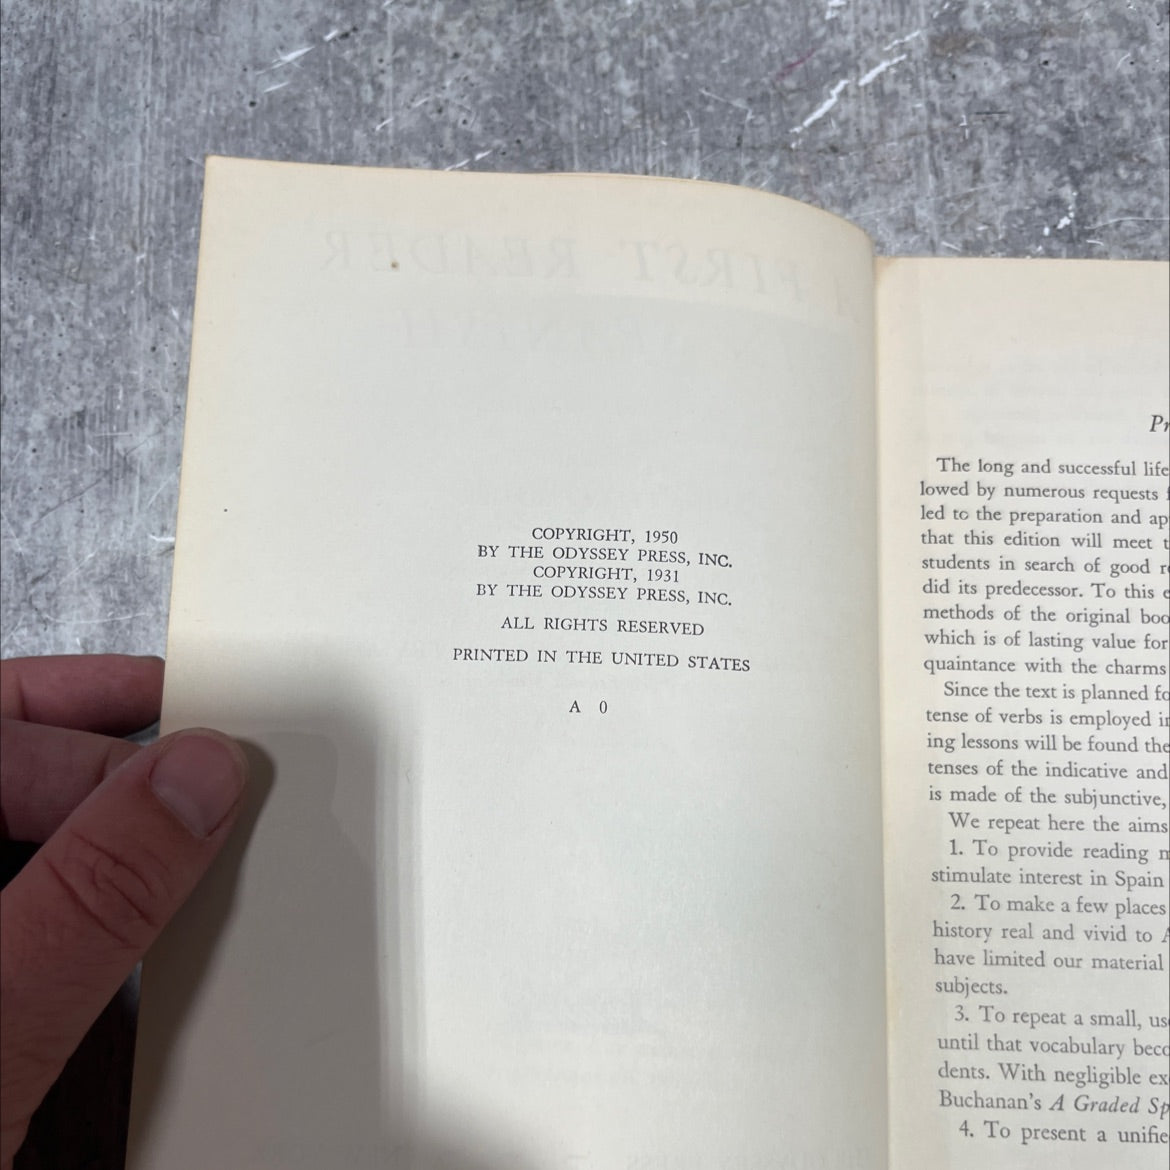 COPYRIGHT, 1950
BY THE ODYSSEY PRESS, INC.
COPYRIGHT, 1931
BY THE ODYSSEY PRESS, INC.
ALL RIGHTS RESERVED
PRINTED IN THE UNITED STATES
A 0
The long and successful life
lowed by numerous requests
led to the preparation and ap
that this edition will meet
students in search of good
did its predecessor. To this
methods of the original boo
which is of lasting value for
quaintance with the charms
Since the text is planned fo
tense of verbs is employed
ing lessons will be found the
tenses of the indicative and
is made of the subjunctive,
We repeat here the aims
1. To provide reading
stimulate interest in Spain
2. To make a few places
history real and vivid to
have limited our material
subjects.
3. To repeat a small, us
until that vocabulary beco
dents. With negligible ex
Buchanan's A Graded Sp
4. To present a unifie